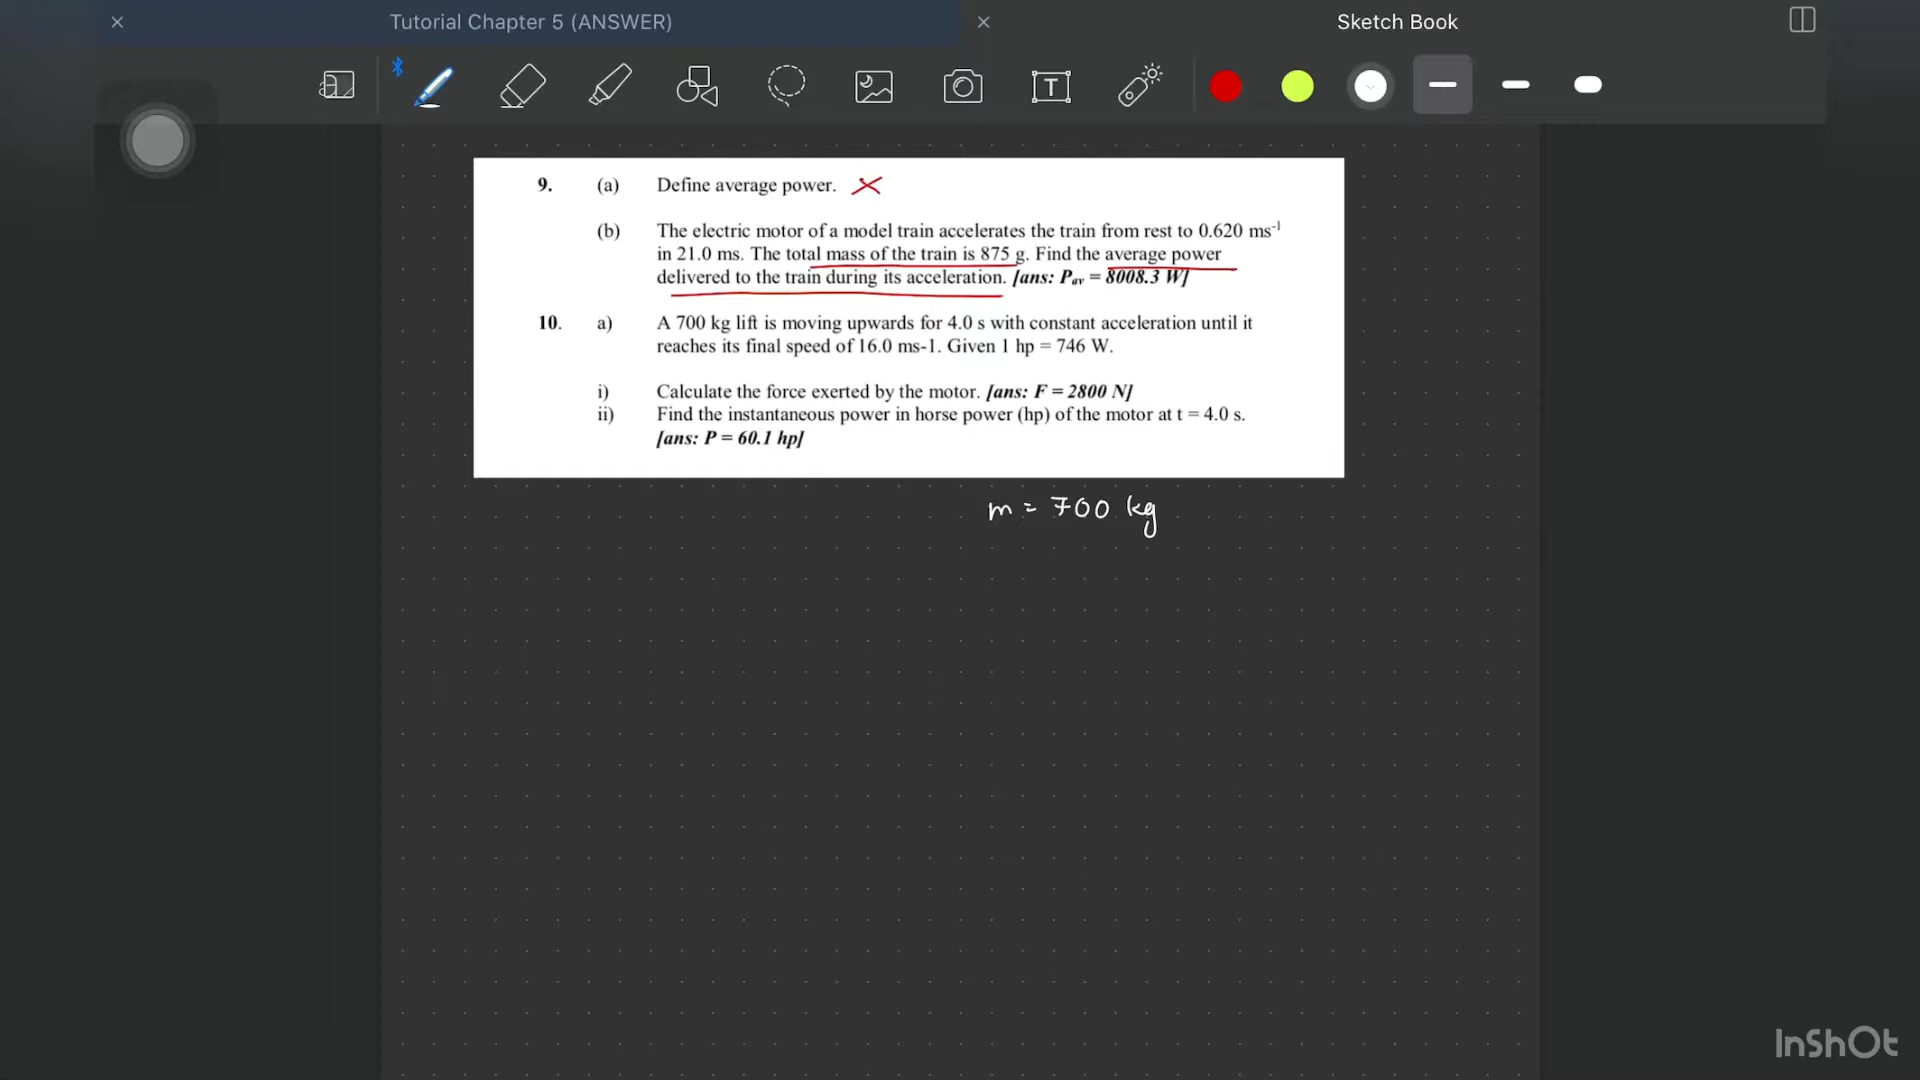 Tutorial Chapter 5 (ANSWER)
Sketch Book
9. (a) Define average power.
(b) The electric motor of a model train accelerates the train from rest to 0.620 ms-1
in 21.0 ms. The total mass of the train is 875 g. Find the average power
delivered to the train during its acceleration. [ans: Pav = 8008.3 W]
10. a) A 700 kg lift is moving upwards for 4.0 s with constant acceleration until it
reaches its final speed of 16.0 ms-1. Given 1 hp = 746 W.
i) Calculate the force exerted by the motor. [ans: F = 2800 N]
ii) Find the instantaneous power in horse power (hp) of the motor at t = 4.0 s.
[ans: P = 60.1 hp]
m = 700 kg
InShOt